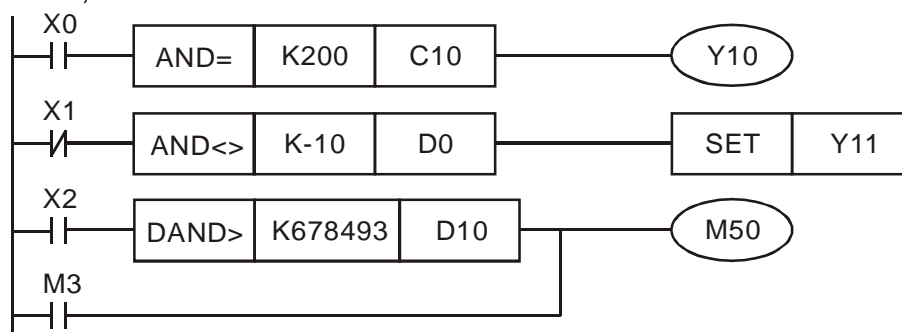 X0
AND= K200 C10 Y10
X1
AND<> K-10 D0 SET Y11
X2
DAND> K678493 D10 M50
M3